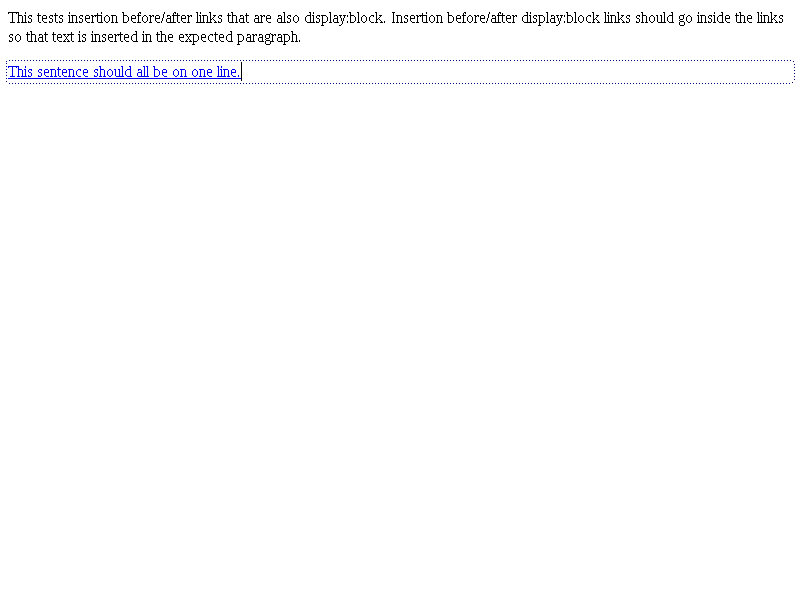 This tests insertion before/after links that are also display:block. Insertion before/after display:block links should go inside the links
so that text is inserted in the expected paragraph.
This sentence should all be on one line.